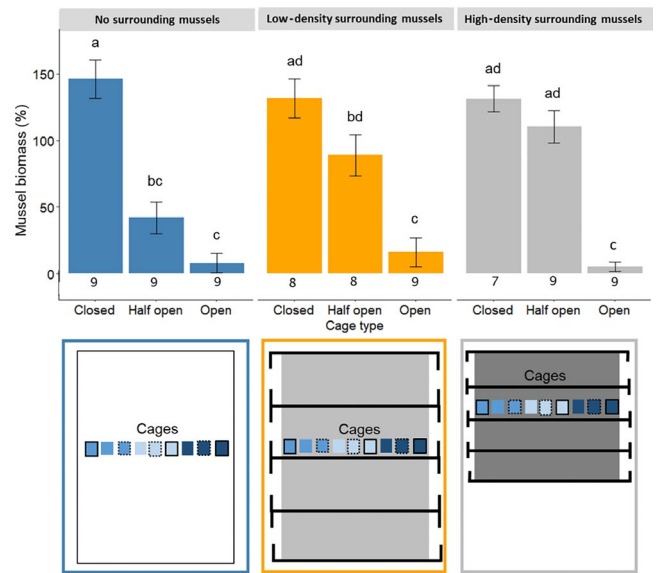 No surrounding mussels
Low-density surrounding mussels
High-density surrounding mussels
Mussel biomass (%)
150
100
50
0
a
bc
c
ad
bd
c
ad
ad
c
9
9
9
8
8
9
7
9
9
Closed
Half open
Open
Closed
Half open
Open
Closed
Half open
Open
Cage type
Cages
Cages
Cages